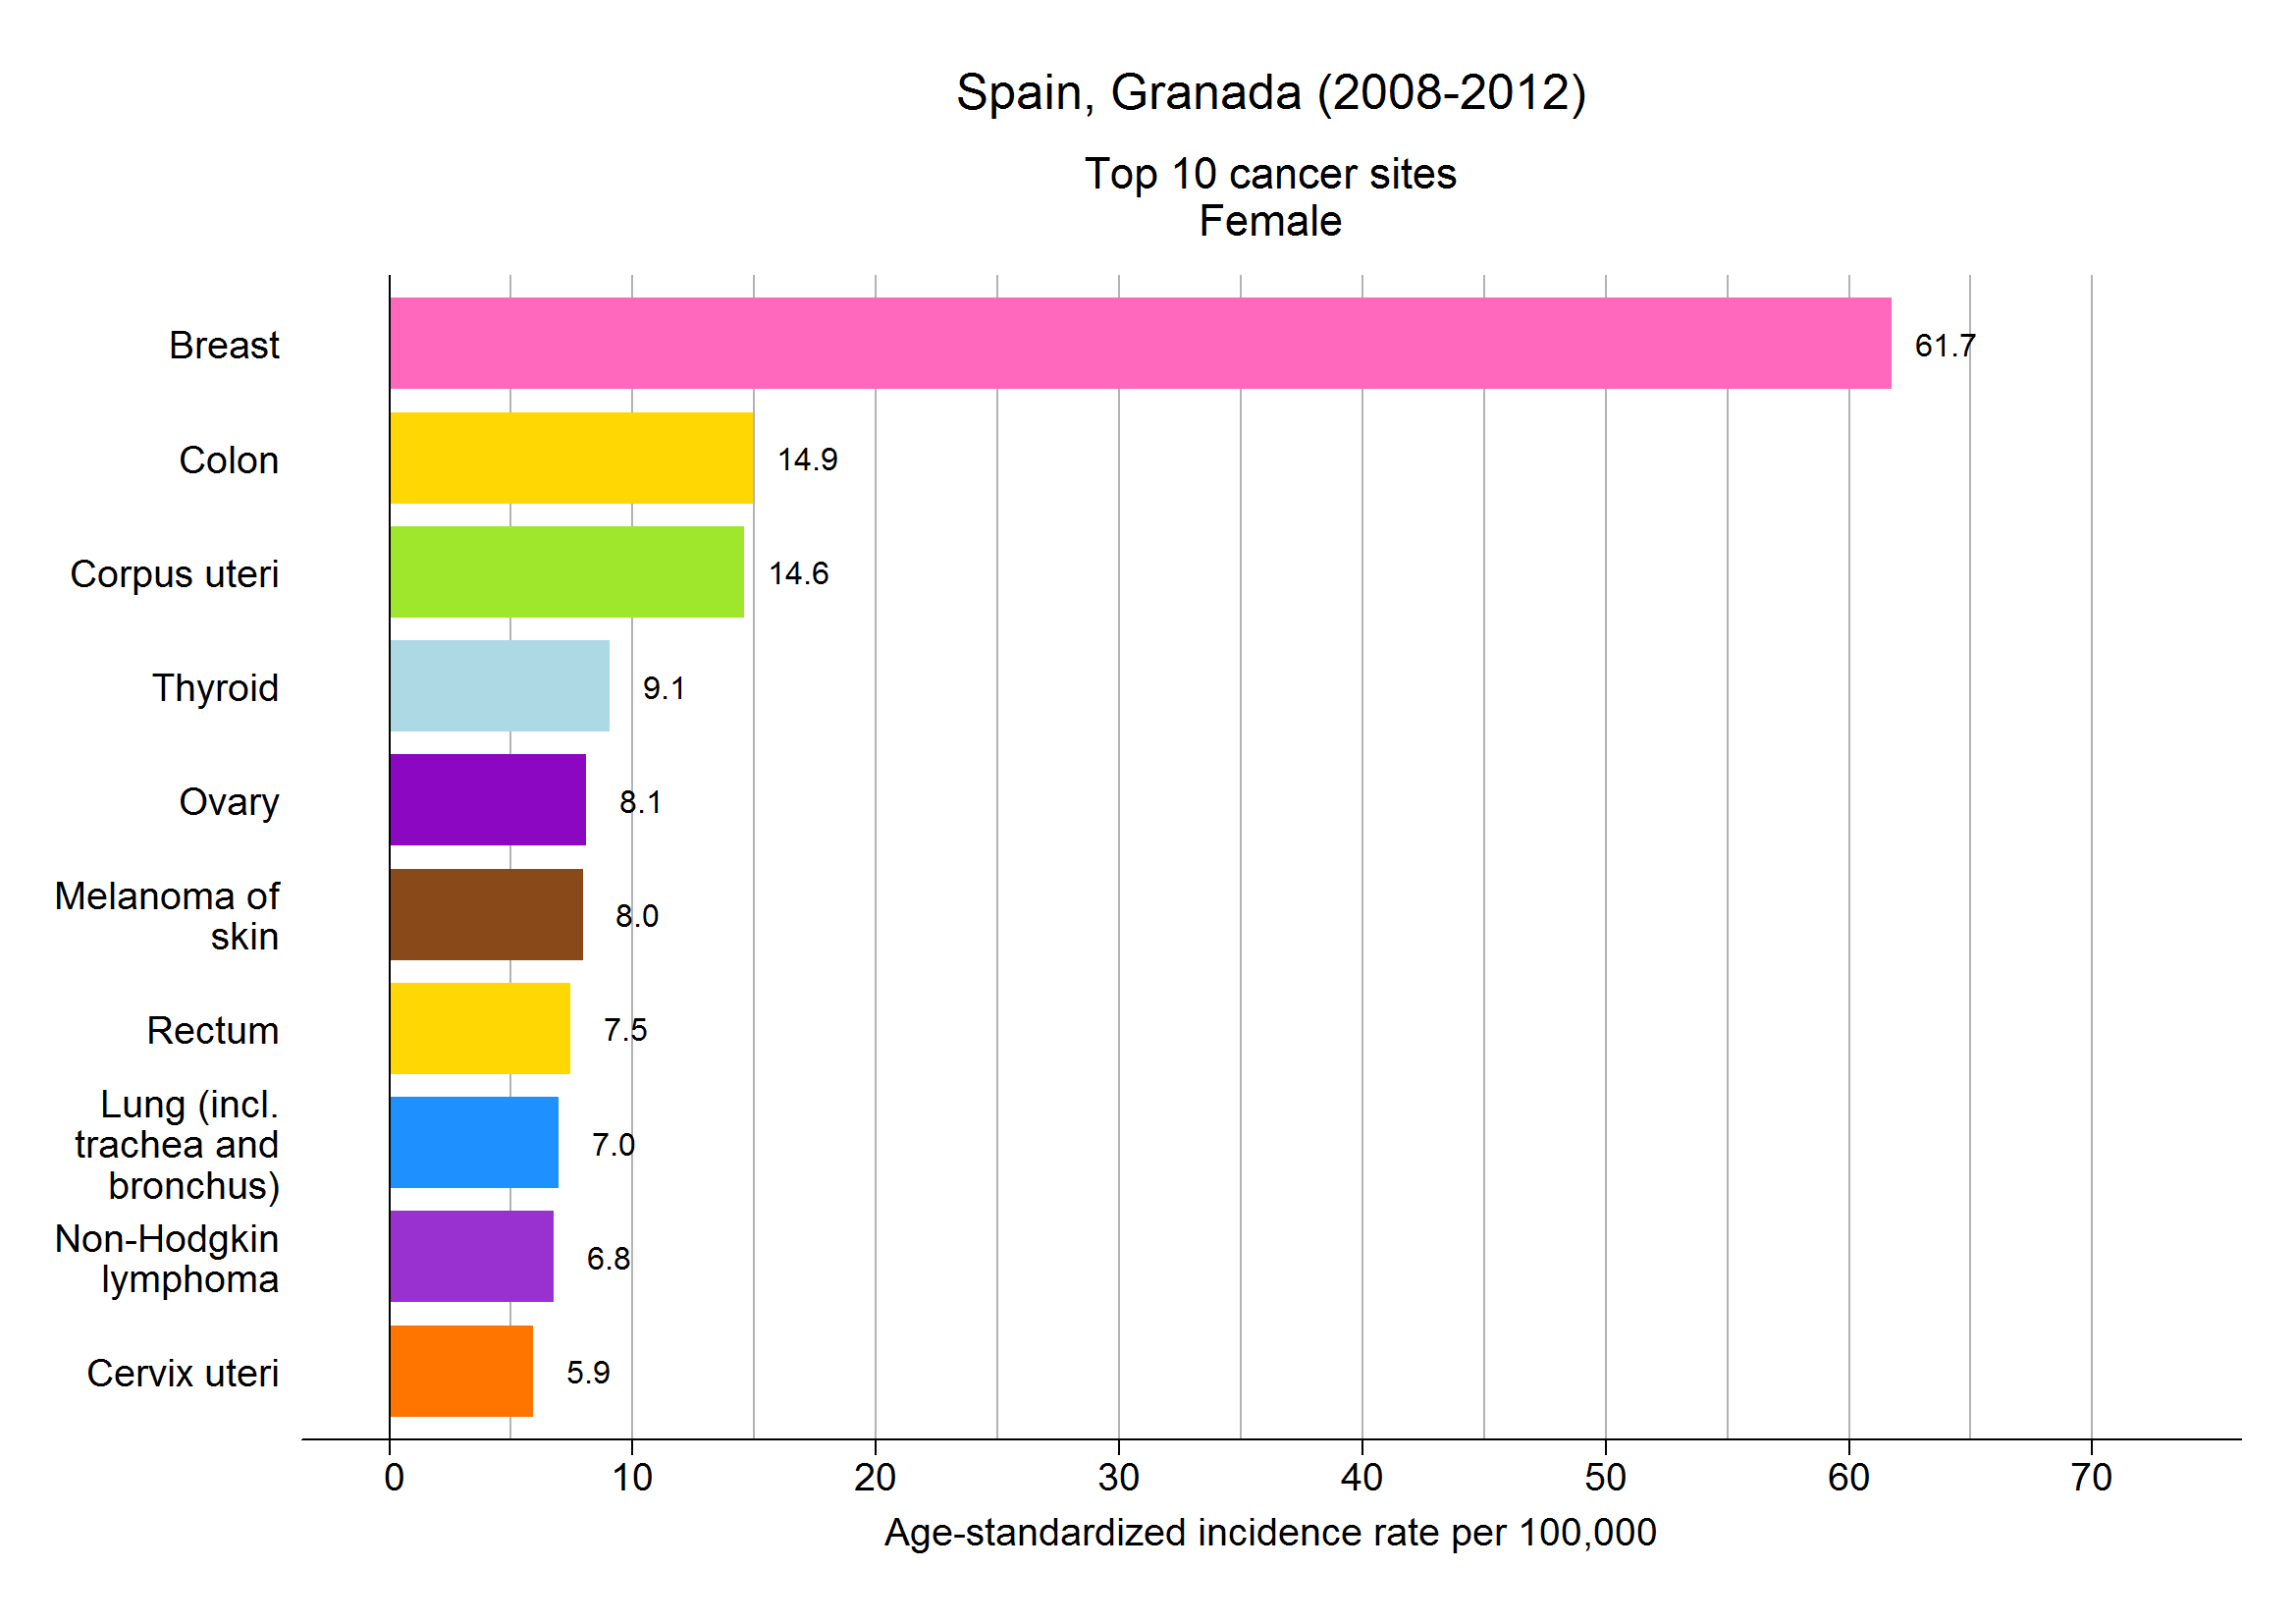 Spain, Granada (2008-2012)
Top 10 cancer sites
Female
Breast
61.7
Colon
14.9
Corpus uteri
14.6
Thyroid
9.1
Ovary
8.1
Melanoma of
skin
8.0
Rectum
7.5
Lung (incl.
trachea and
bronchus)
7.0
Non-Hodgkin
lymphoma
6.8
Cervix uteri
5.9
0 10 20 30 40 50 60 70
Age-standardized incidence rate per 100,000